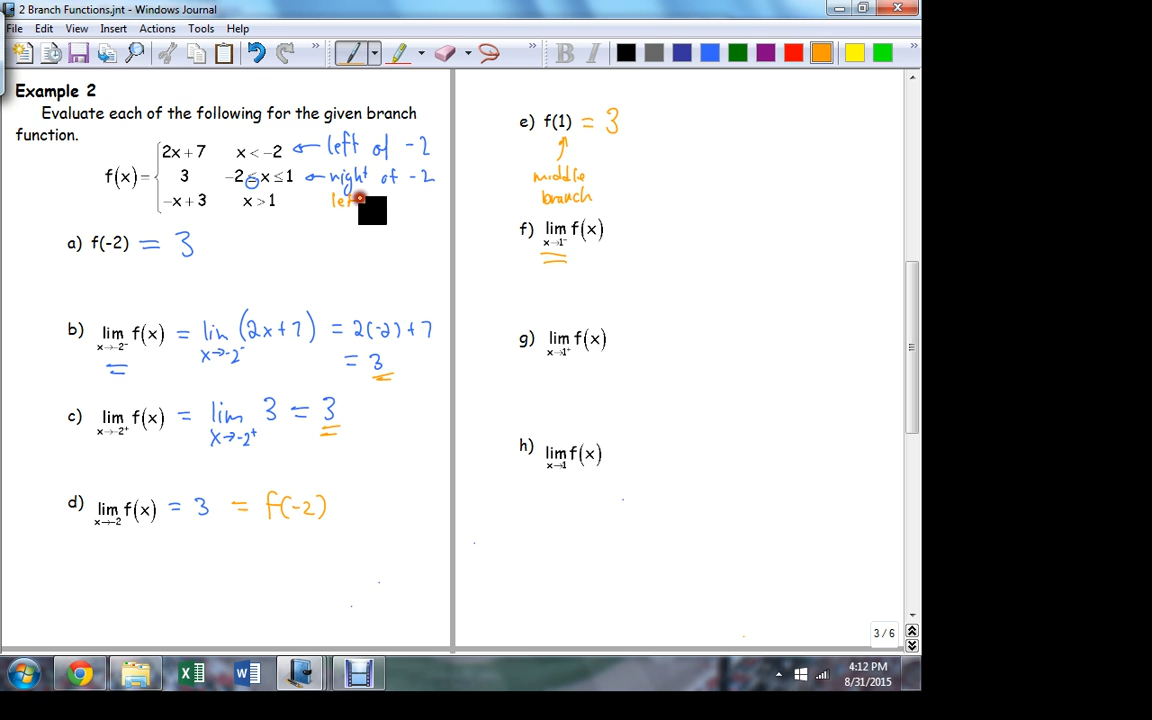 2 Branch Functions.jnt - Windows Journal
File Edit View Insert Actions Tools Help
B I
Example 2
Evaluate each of the following for the given branch
function.
2x + 7 x < -2 ← left of -2
f(x) = 3 -2 ≤ x ≤ 1 ← right of -2
-x + 3 x > 1 lef
a) f(-2) = 3
b) lim f(x) = lim (2x + 7) = 2(-2) + 7
x→-2⁻ x→-2⁻
= 3
c) lim f(x) = lim 3 = 3
x→-2⁺ x→-2⁺
d) lim f(x) = 3 = f(-2)
x→-2
e) f(1) = 3
middle
branch
f) lim f(x)
x→1⁻
g) lim f(x)
x→1⁺
h) lim f(x)
x→1
3 / 6
4:12 PM
8/31/2015